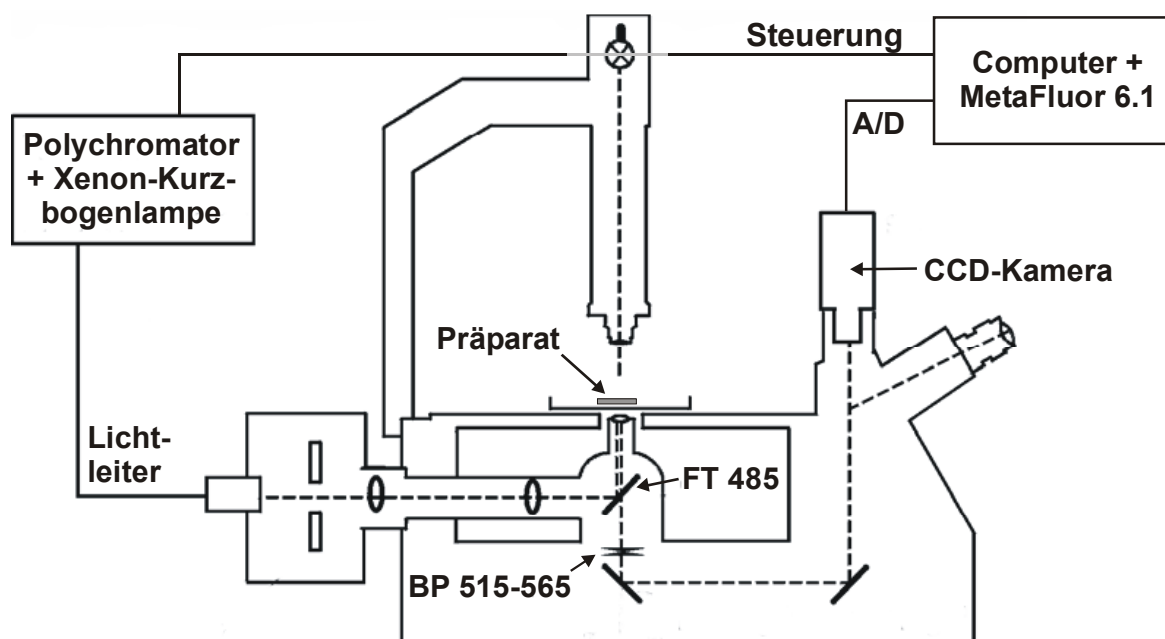 Steuerung
Computer +
MetaFluor 6.1
A/D
Polychromator
+ Xenon-Kurz-
bogenlampe
CCD-Kamera
Präparat
Licht-
leiter
FT 485
BP 515-565